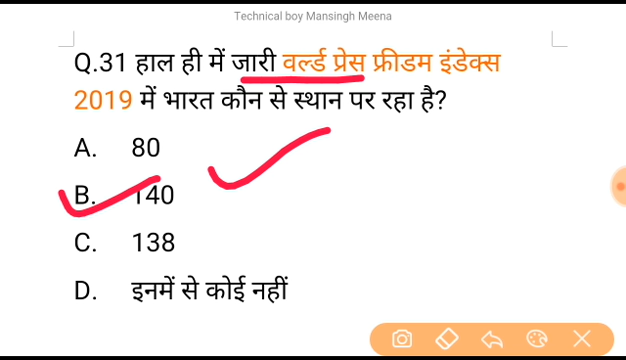 Technical boy Mansingh Meena
Q.31 हाल ही में जारी वर्ल्ड प्रेस फ्रीडम इंडेक्स
2019 में भारत कौन से स्थान पर रहा है?
A. 80
B. 140
C. 138
D. इनमें से कोई नहीं